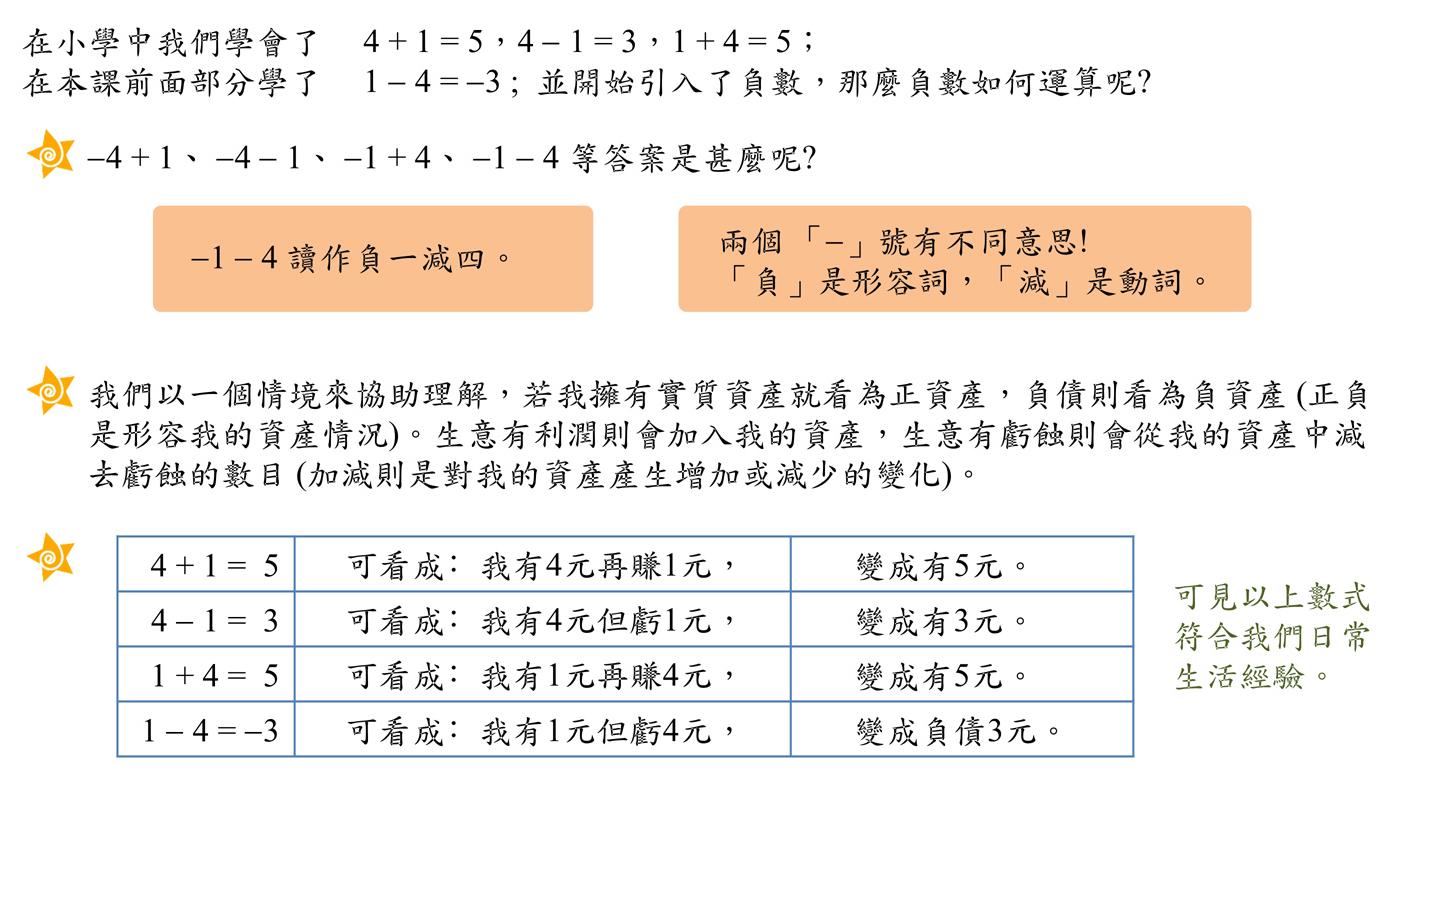 在小學中我們學會了 4 + 1 = 5，4 – 1 = 3，1 + 4 = 5；
在本課前面部分學了 1 – 4 = –3 ; 並開始引入了負數，那麼負數如何運算呢?
–4 + 1、 –4 – 1、 –1 + 4、 –1 – 4 等答案是甚麼呢?
–1 – 4 讀作負一減四。
兩個 「–」號有不同意思!
「負」是形容詞，「減」是動詞。
我們以一個情境來協助理解，若我擁有實質資產就看為正資產，負債則看為負資產 (正負
是形容我的資產情況)。生意有利潤則會加入我的資產，生意有虧蝕則會從我的資產中減
去虧蝕的數目 (加減則是對我的資產產生增加或減少的變化)。
4 + 1 = 5 可看成：我有4元再賺1元， 變成有5元。
4 – 1 = 3 可看成：我有4元但虧1元， 變成有3元。
1 + 4 = 5 可看成：我有1元再賺4元， 變成有5元。
1 – 4 = –3 可看成：我有1元但虧4元， 變成負債3元。
可見以上數式
符合我們日常
生活經驗。